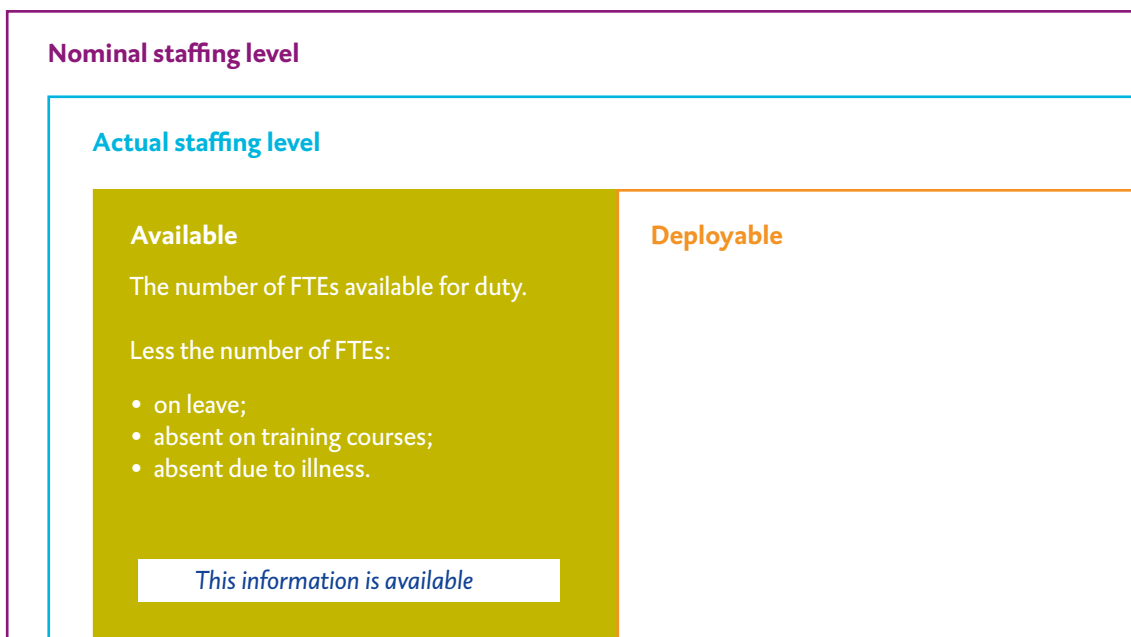 Nominal staffing level
Actual staffing level
Available
The number of FTEs available for duty.
Less the number of FTEs:
• on leave;
• absent on training courses;
• absent due to illness.
This information is available
Deployable